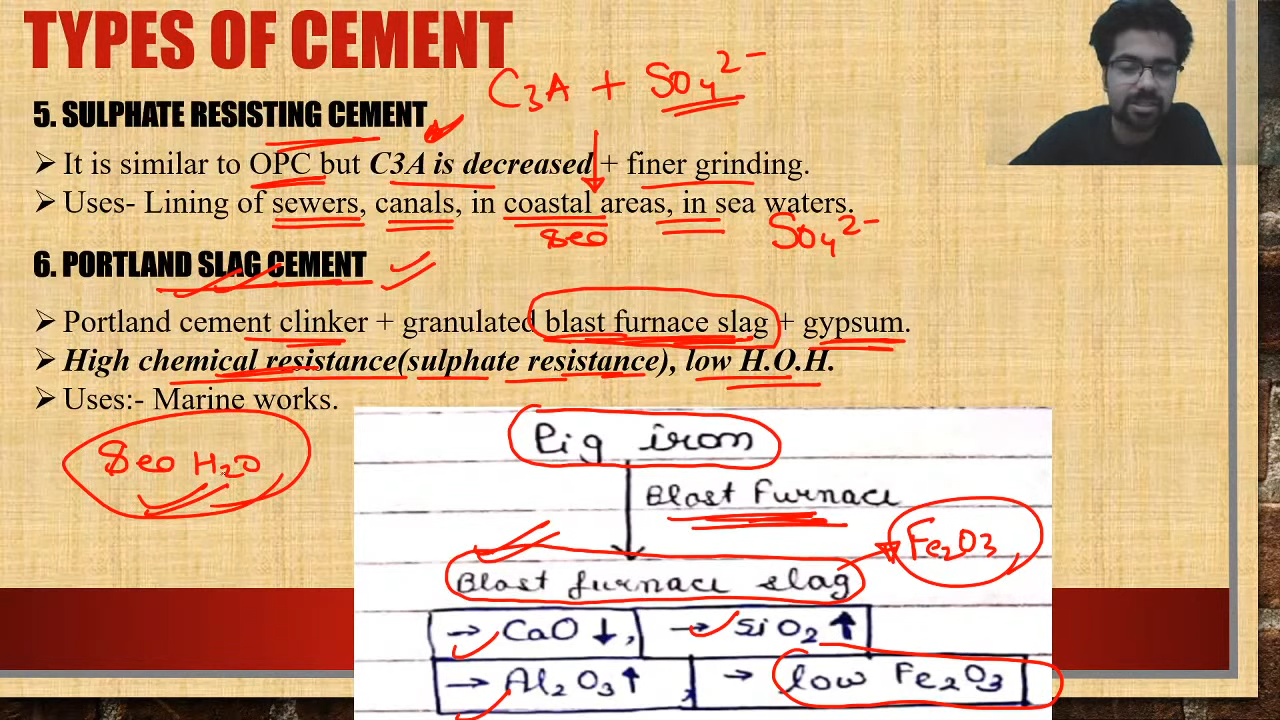 TYPES OF CEMENT
C3A + SO4 2-
5. SULPHATE RESISTING CEMENT
➢ It is similar to OPC but C3A is decreased + finer grinding.
➢ Uses- Lining of sewers, canals, in coastal areas, in sea waters.
Sea SO4 2-
6. PORTLAND SLAG CEMENT
➢ Portland cement clinker + granulated blast furnace slag + gypsum.
➢ High chemical resistance(sulphate resistance), low H.O.H.
➢ Uses:- Marine works.
Sea H2O
Pig iron
Blast Furnace
Fe2O3
Blast furnace slag
→ CaO ↓, → SiO2 ↑
→ Al2O3 ↑, → low Fe2O3